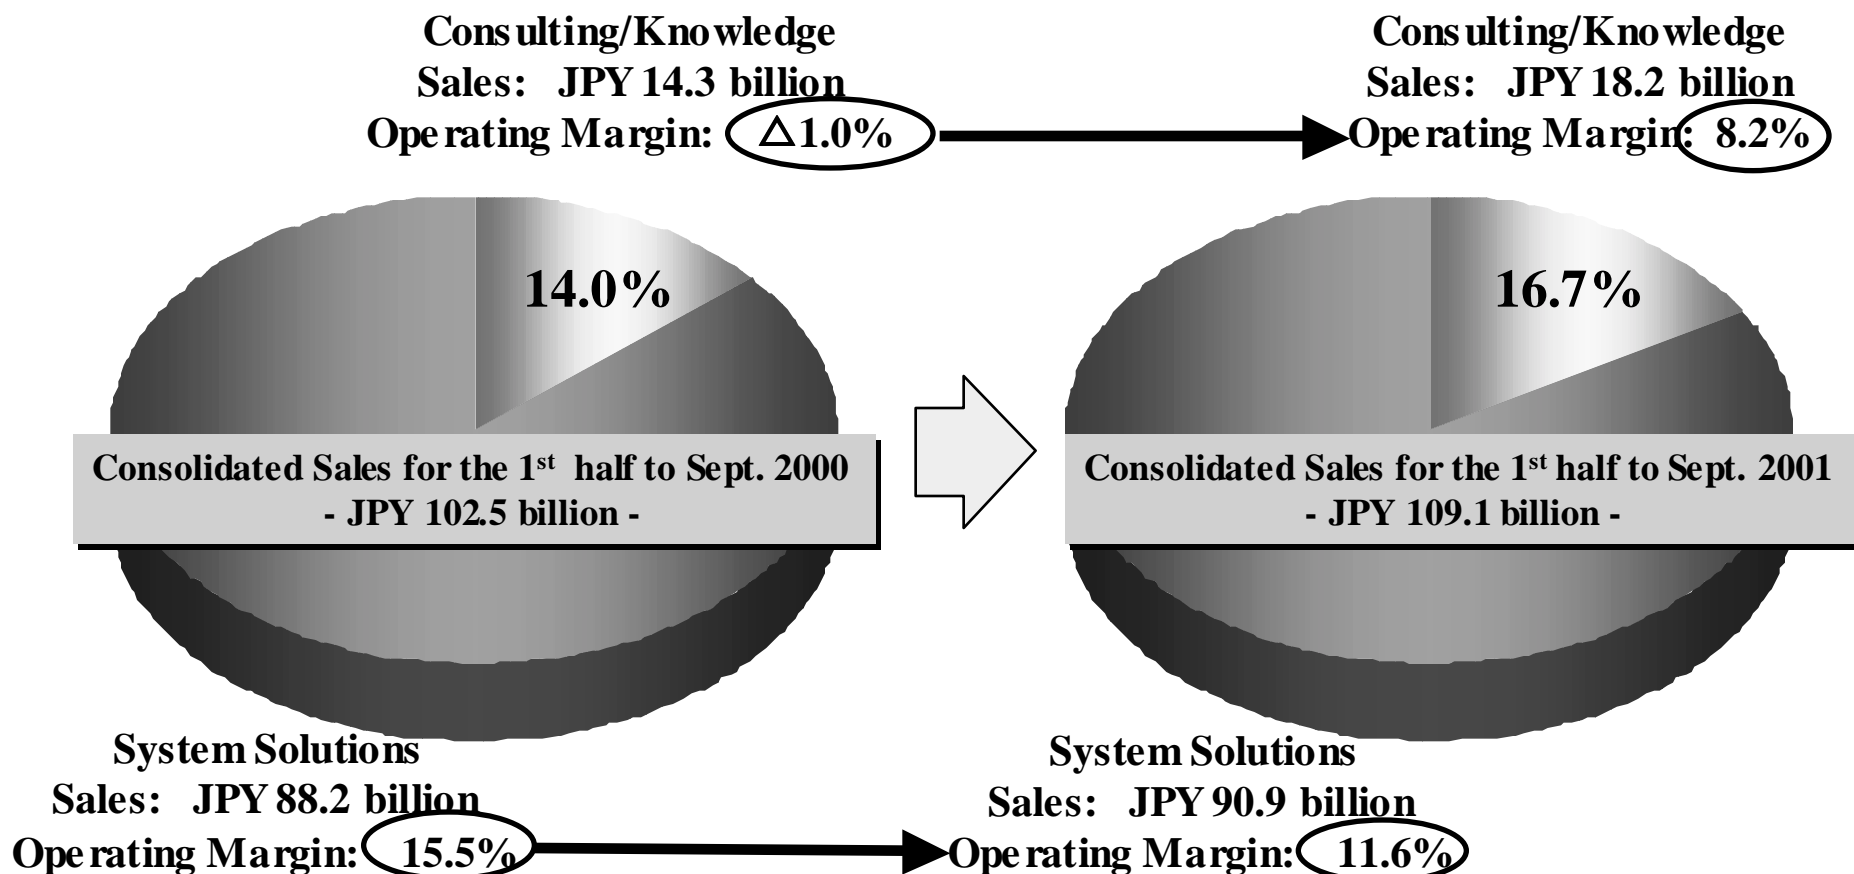 Consulting/Knowledge
Sales: JPY 14.3 billion
Operating Margin: △1.0%
Consulting/Knowledge
Sales: JPY 18.2 billion
Operating Margin: 8.2%
14.0%
16.7%
Consolidated Sales for the 1st half to Sept. 2000
- JPY 102.5 billion -
Consolidated Sales for the 1st half to Sept. 2001
- JPY 109.1 billion -
System Solutions
Sales: JPY 88.2 billion
Operating Margin: 15.5%
System Solutions
Sales: JPY 90.9 billion
Operating Margin: 11.6%